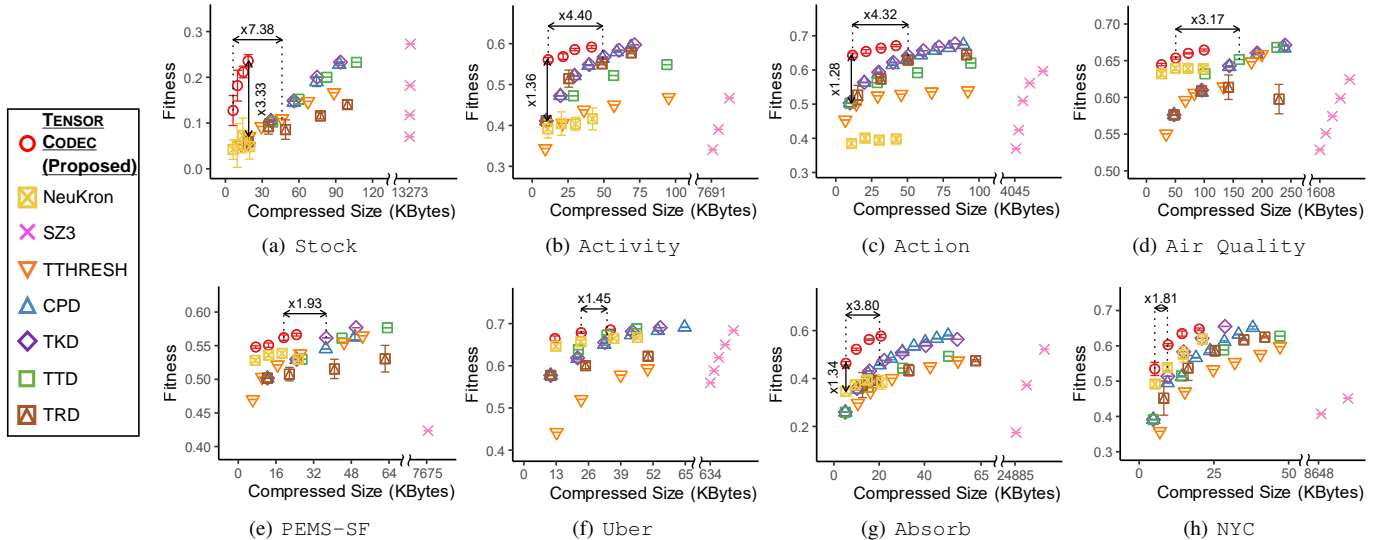 TENSOR
CODEC
(Proposed)
NeuKron
SZ3
TTHRESH
CPD
TKD
TTD
TRD
Fitness
0.3
0.2
0.1
0.0
x7.38
x3.33
0 30 60 90 120 13273
Compressed Size (KBytes)
(a) Stock
Fitness
0.6
0.5
0.4
0.3
x4.40
x1.36
0 25 50 75 100 7691
Compressed Size (KBytes)
(b) Activity
Fitness
0.7
0.6
0.5
0.4
0.3
x4.32
x1.28
0 25 50 75 100 4045
Compressed Size (KBytes)
(c) Action
Fitness
0.70
0.65
0.60
0.55
0.50
x3.17
0 50 100 150 200 250 1608
Compressed Size (KBytes)
(d) Air Quality
Fitness
0.60
0.55
0.50
0.45
0.40
x1.93
0 16 32 48 64 7675
Compressed Size (KBytes)
(e) PEMS-SF
Fitness
0.7
0.6
0.5
0.4
x1.45
13 26 39 52 65 634
Compressed Size (KBytes)
(f) Uber
Fitness
0.6
0.4
0.2
x3.80
x1.34
0 20 40 65 24885
Compressed Size (KBytes)
(g) Absorb
Fitness
0.7
0.6
0.5
0.4
0.3
x1.81
0 25 50 8648
Compressed Size (KBytes)
(h) NYC